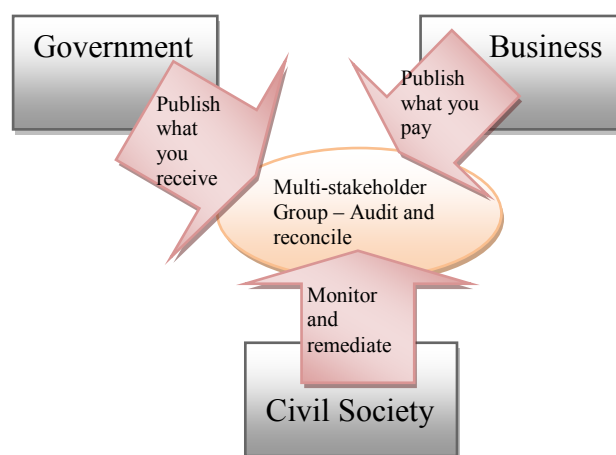 Government
Business
Publish
what
you
receive
Publish
what you
pay
Multi-stakeholder
Group – Audit and
reconcile
Monitor
and
remediate
Civil Society